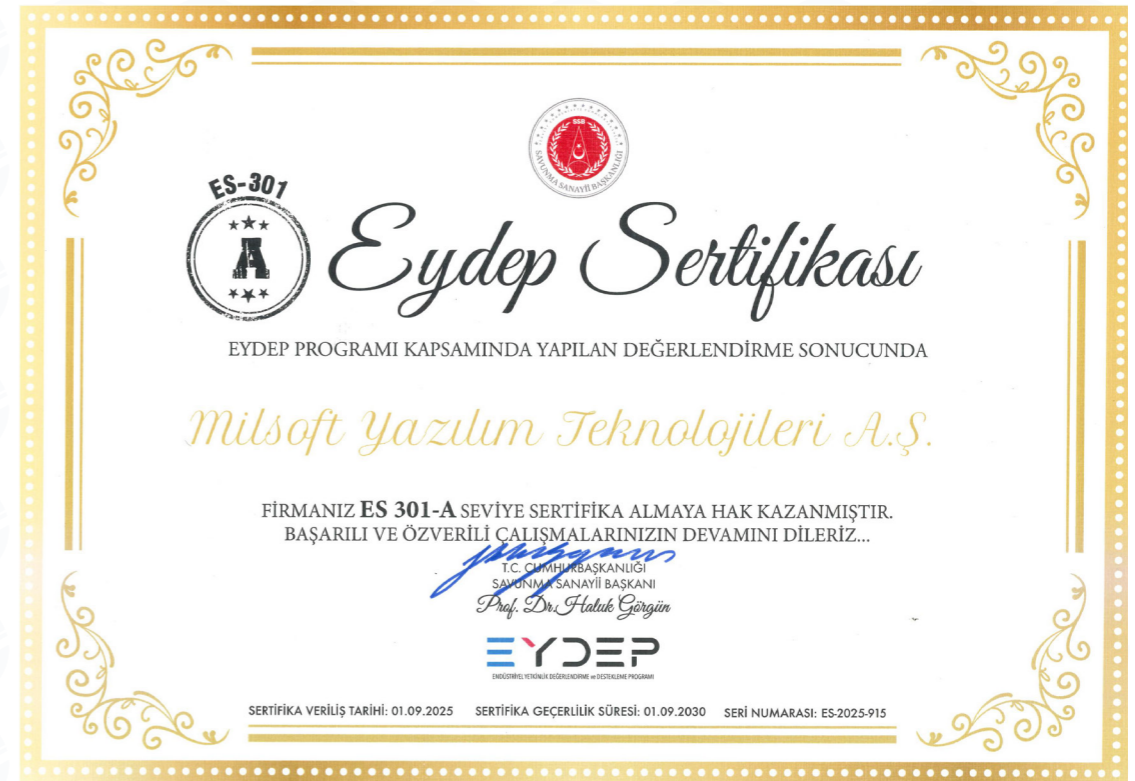 SSB
SAVUNMA SANAYİİ BAŞKANLIĞI
ES-301
A
Eydep Sertifikası
EYDEP PROGRAMI KAPSAMINDA YAPILAN DEĞERLENDİRME SONUCUNDA
Milsoft Yazılım Teknolojileri A.Ş.
FİRMANIZ ES 301-A SEVİYE SERTİFİKA ALMAYA HAK KAZANMIŞTIR.
BAŞARILI VE ÖZVERİLİ ÇALIŞMALARINIZIN DEVAMINI DİLERİZ...
T.C. CUMHURBAŞKANLIĞI
SAVUNMA SANAYİİ BAŞKANI
Prof. Dr. Haluk Görgün
EYDEP
ENDÜSTRİYEL YETKİNLİK DEĞERLENDİRME ve DESTEKLEME PROGRAMI
SERTİFİKA VERİLİŞ TARİHİ: 01.09.2025 SERTİFİKA GEÇERLİLİK SÜRESİ: 01.09.2030 SERİ NUMARASI: ES-2025-915